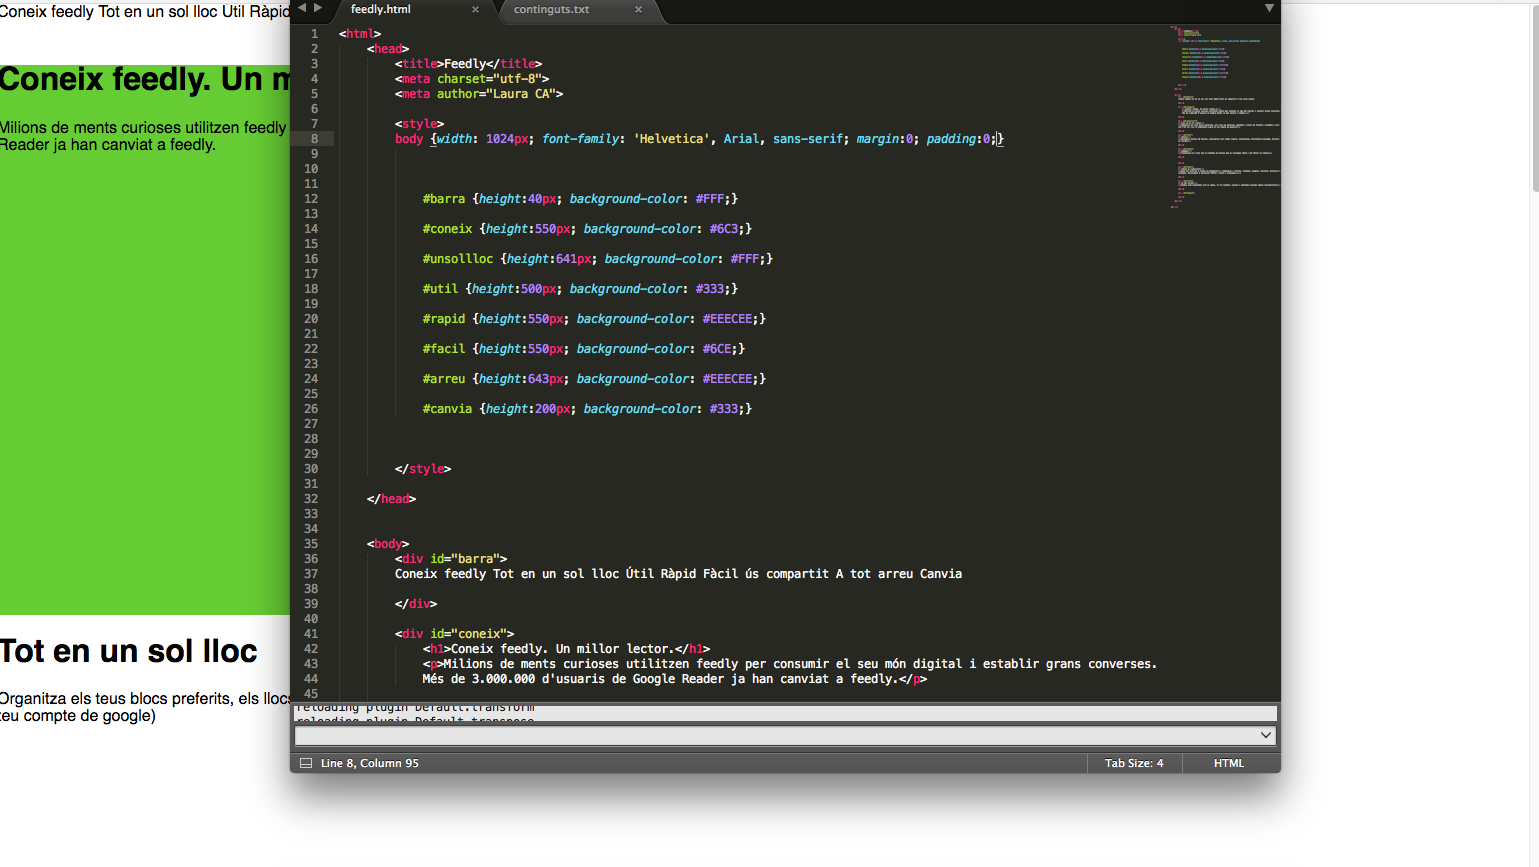 Coneix feedly Tot en un sol lloc Útil Ràpid
Coneix feedly. Un m
Milions de ments curioses utilitzen feedly
Reader ja han canviat a feedly.
Tot en un sol lloc
Organitza els teus blocs preferits, els llocs
teu compte de google)
feedly.html ×
continguts.txt ×
1 <html>
2 <head>
3 <title>Feedly</title>
4 <meta charset="utf-8">
5 <meta author="Laura CA">
6
7 <style>
8 body {width: 1024px; font-family: 'Helvetica', Arial, sans-serif; margin:0; padding:0;}
9
10
11
12 #barra {height:40px; background-color: #FFF;}
13
14 #coneix {height:550px; background-color: #6C3;}
15
16 #unsollloc {height:641px; background-color: #FFF;}
17
18 #util {height:500px; background-color: #333;}
19
20 #rapid {height:550px; background-color: #EEECEE;}
21
22 #facil {height:550px; background-color: #6CE;}
23
24 #arreu {height:643px; background-color: #EEECEE;}
25
26 #canvia {height:200px; background-color: #333;}
27
28
29
30 </style>
31
32 </head>
33
34
35 <body>
36 <div id="barra">
37 Coneix feedly Tot en un sol lloc Útil Ràpid Fàcil ús compartit A tot arreu Canvia
38
39 </div>
40
41 <div id="coneix">
42 <h1>Coneix feedly. Un millor lector.</h1>
43 <p>Milions de ments curioses utilitzen feedly per consumir el seu món digital i establir grans converses.
44 Més de 3.000.000 d'usuaris de Google Reader ja han canviat a feedly.</p>
45
reloading plugin Default.transform
reloading plugin Default.transpose
Line 8, Column 95
Tab Size: 4
HTML